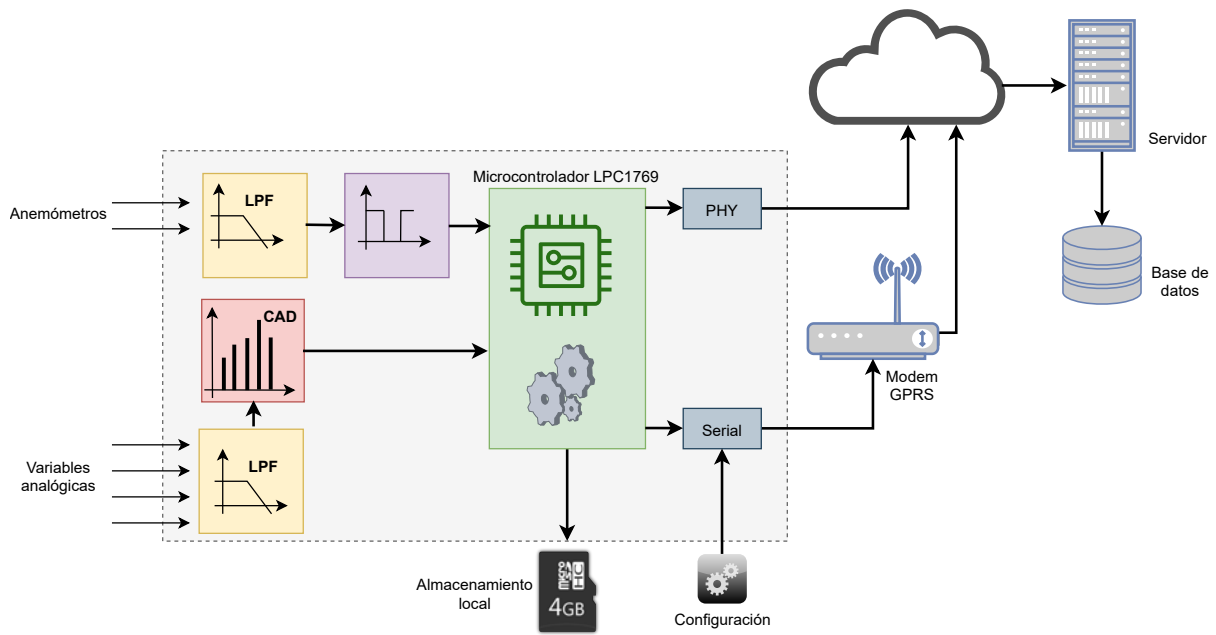 Servidor
Microcontrolador LPC1769
LPF
PHY
Anemómetros
Base de
datos
CAD
Modem
GPRS
Serial
LPF
Variables
analógicas
Almacenamiento
local
micro
HC
4GB
Configuración